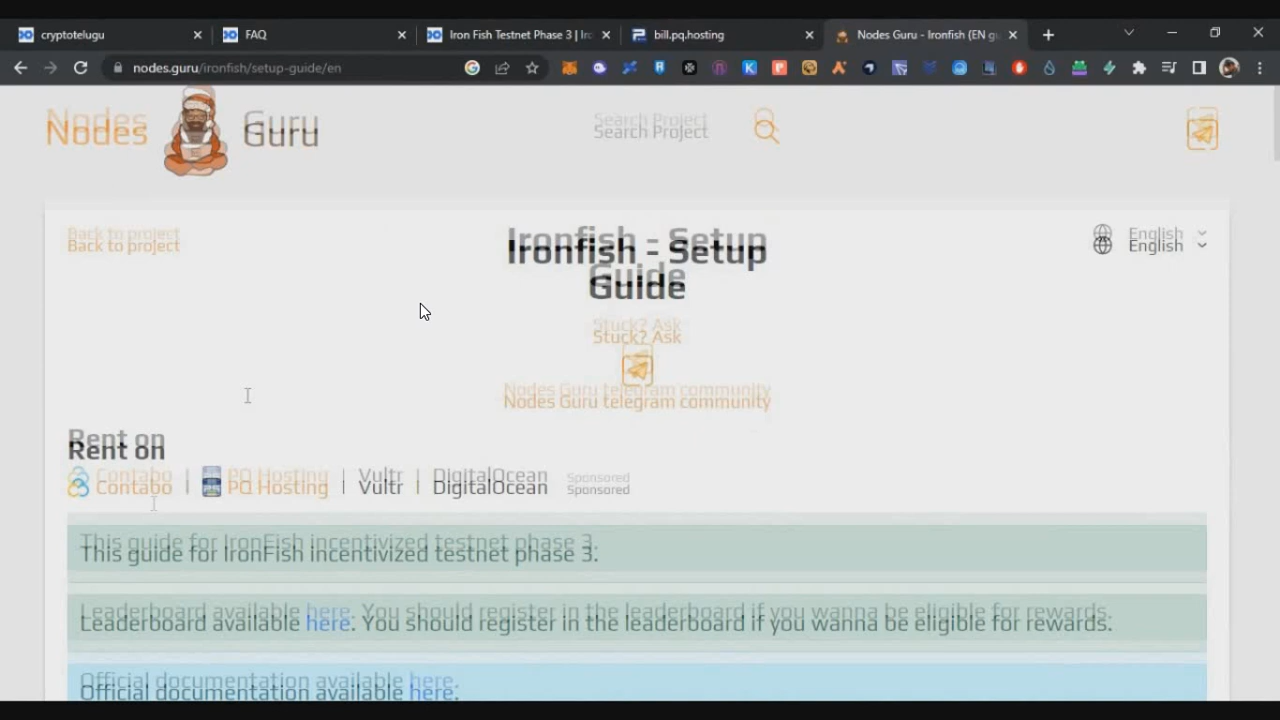 cryptotelugu
FAQ
Iron Fish Testnet Phase 3 | Iro
bill.pq.hosting
Nodes Guru - Ironfish (EN gu
nodes.guru/ironfish/setup-guide/en
Nodes Guru
Search Project
Back to project
Ironfish - Setup
Guide
English
Stuck? Ask
Nodes Guru telegram community
Rent on
Contabo | PQ Hosting | Vultr | DigitalOcean Sponsored
This guide for IronFish incentivized testnet phase 3.
Leaderboard available here. You should register in the leaderboard if you wanna be eligible for rewards.
Official documentation available here.